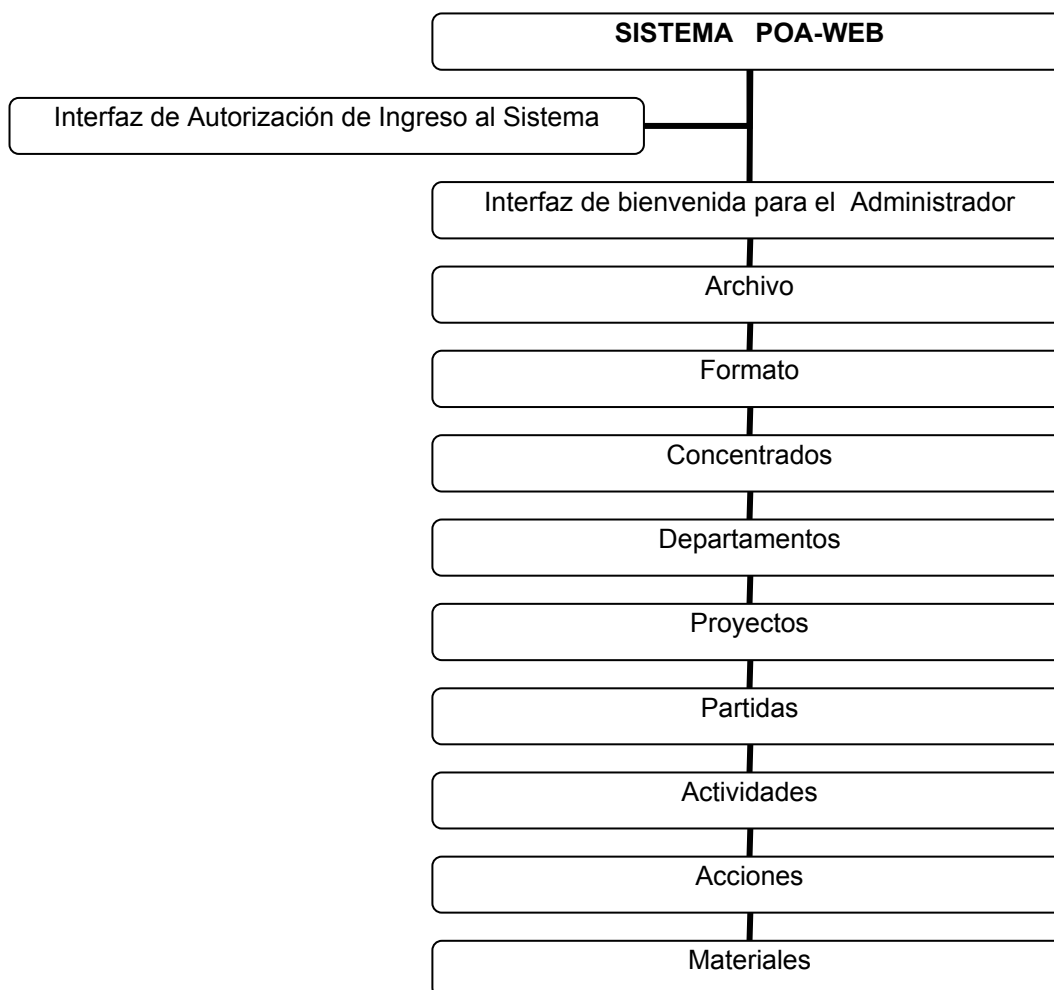 SISTEMA POA-WEB
Interfaz de Autorización de Ingreso al Sistema
Interfaz de bienvenida para el Administrador
Archivo
Formato
Concentrados
Departamentos
Proyectos
Partidas
Actividades
Acciones
Materiales